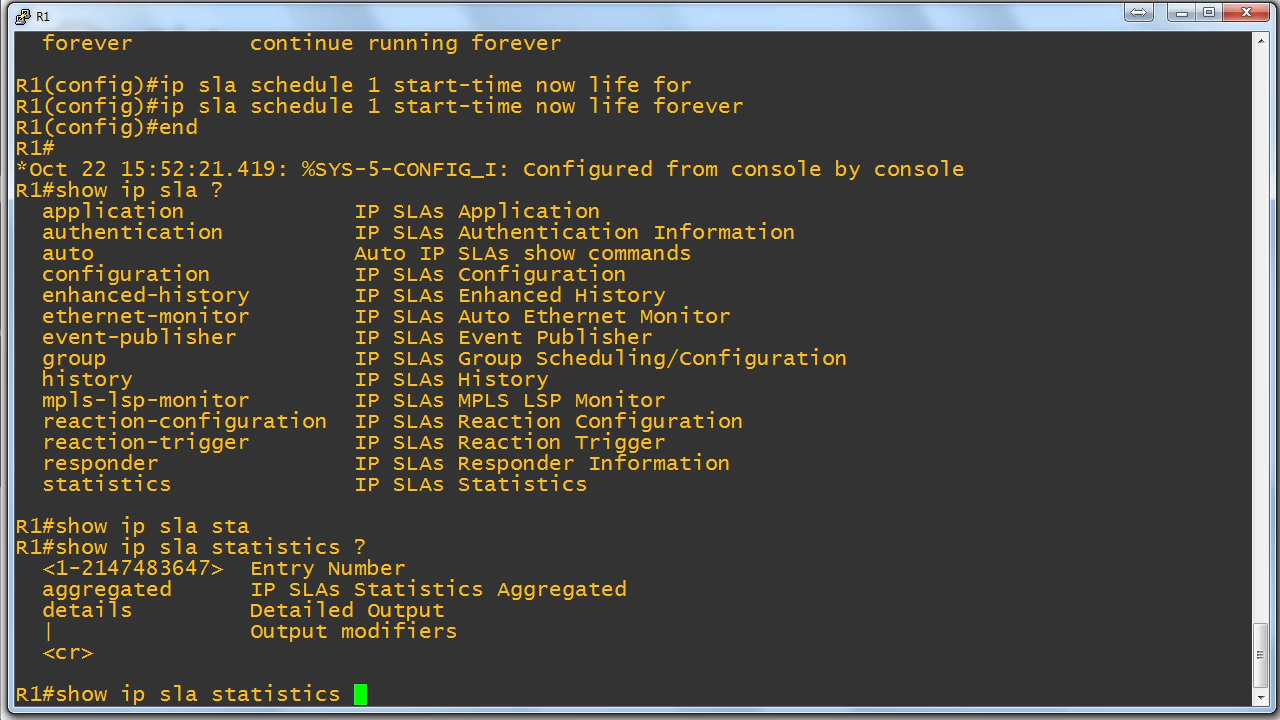 R1
forever         continue running forever
R1(config)#ip sla schedule 1 start-time now life for
R1(config)#ip sla schedule 1 start-time now life forever
R1(config)#end
R1#
*Oct 22 15:52:21.419: %SYS-5-CONFIG_I: Configured from console by console
R1#show ip sla ?
  application             IP SLAs Application
  authentication          IP SLAs Authentication Information
  auto                    Auto IP SLAs show commands
  configuration           IP SLAs Configuration
  enhanced-history        IP SLAs Enhanced History
  ethernet-monitor        IP SLAs Auto Ethernet Monitor
  event-publisher         IP SLAs Event Publisher
  group                   IP SLAs Group Scheduling/Configuration
  history                 IP SLAs History
  mpls-lsp-monitor        IP SLAs MPLS LSP Monitor
  reaction-configuration  IP SLAs Reaction Configuration
  reaction-trigger        IP SLAs Reaction Trigger
  responder               IP SLAs Responder Information
  statistics              IP SLAs Statistics
R1#show ip sla sta
R1#show ip sla statistics ?
  <1-2147483647>  Entry Number
  aggregated      IP SLAs Statistics Aggregated
  details         Detailed Output
  |               Output modifiers
  <cr>
R1#show ip sla statistics